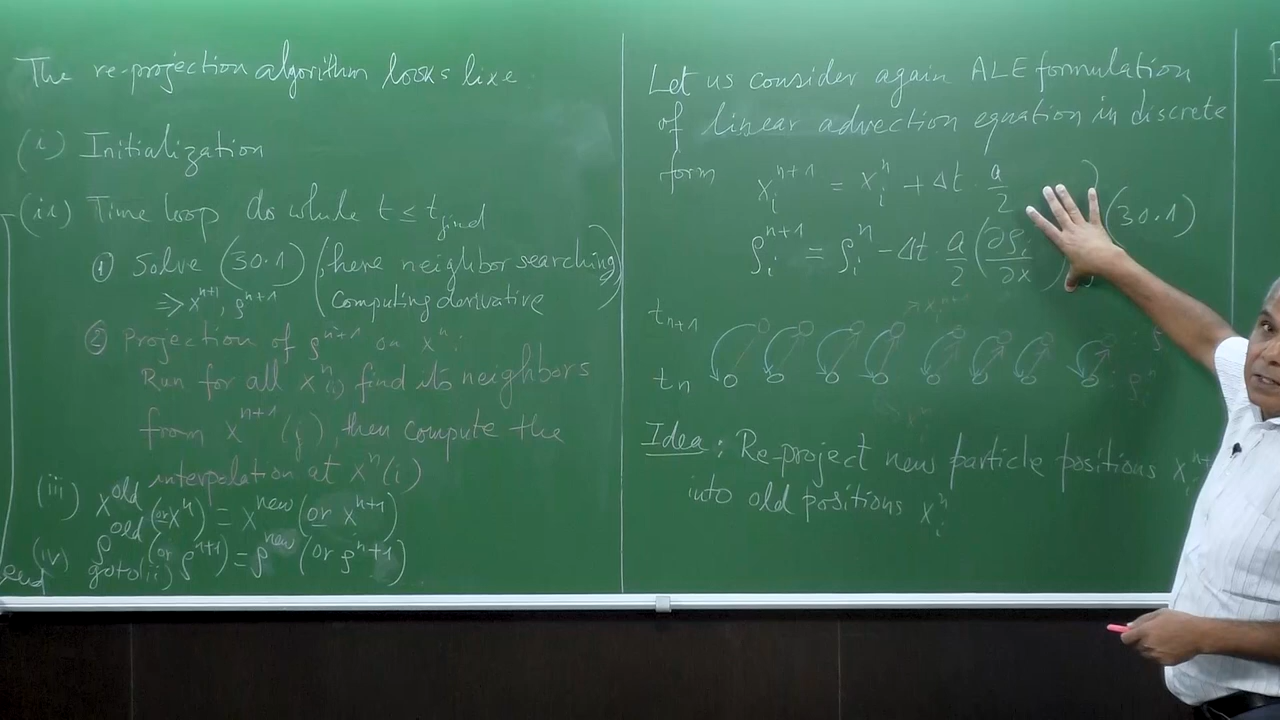 The re-projection algorithm looks like
(i) Initialization
(ii) Time loop do while t ≤ t_final
① Solve (30.1) (here neighbor searching
⇒ x^{n+1}, ρ^{n+1} computing derivative)
② Projection of ρ^{n+1} on x^n :
Run for all x^n_{i)}, find its neighbors
from x^{n+1} (j), then compute the
interpolation at x^n(i)
(iii) x^{old} (or x^n) = x^{new} (or x^{n+1})
ρ^{old} (or ρ^{n+1}) = ρ^{new} (or ρ^{n+1})
(iv) goto(ii)
end
Let us consider again ALE formulation
of linear advection equation in discrete
form x_i^{n+1} = x_i^n + Δt · a/2
(30.1)
ρ_i^{n+1} = ρ_i^n - Δt · a/2 (∂ρ/∂x)
t_{n+1}
t_n
Idea : Re-project new particle positions x_i^{n+
into old positions x_i^n